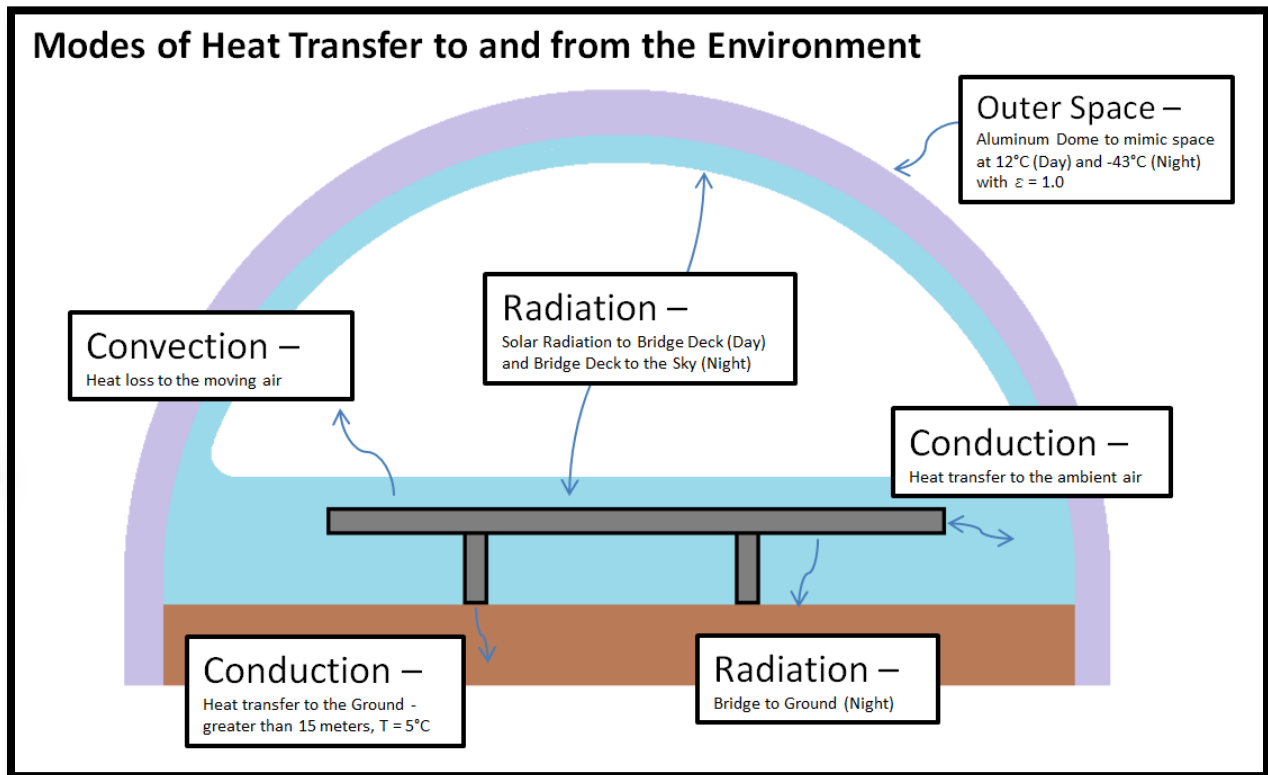 Modes of Heat Transfer to and from the Environment
Outer Space –
Aluminum Dome to mimic space
at 12°C (Day) and -43°C (Night)
with ε = 1.0
Radiation –
Solar Radiation to Bridge Deck (Day)
and Bridge Deck to the Sky (Night)
Convection –
Heat loss to the moving air
Conduction –
Heat transfer to the ambient air
Conduction –
Heat transfer to the Ground -
greater than 15 meters, T = 5°C
Radiation –
Bridge to Ground (Night)